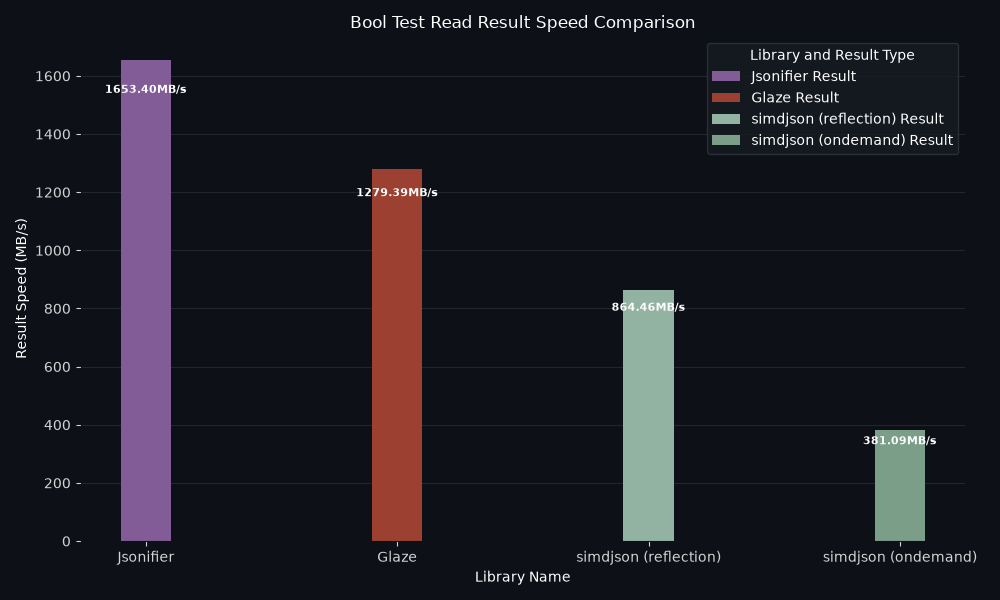 Bool Test Read Result Speed Comparison
Library and Result Type
Jsonifier Result
Glaze Result
simdjson (reflection) Result
simdjson (ondemand) Result
Result Speed (MB/s)
1600
1400
1200
1000
800
600
400
200
0
1653.40MB/s
1279.39MB/s
864.46MB/s
381.09MB/s
Jsonifier
Glaze
simdjson (reflection)
simdjson (ondemand)
Library Name